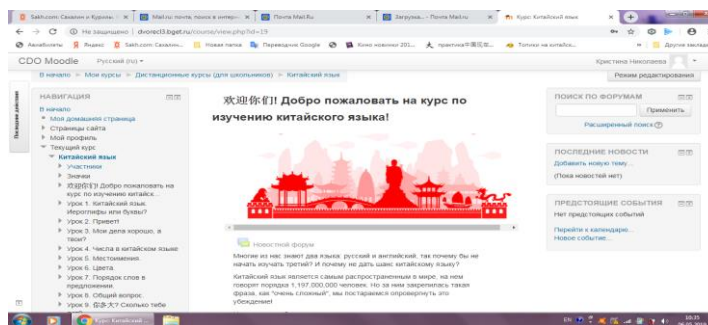 Sakh.com: Сахалин и Курилы
Mail.ru: почта, поиск в интер
Почта Mail.Ru
Загрузка... - Почта Mail.ru
Курс: Китайский язык
Не защищено | dvorecl3.bget.ru/course/view.php?id=19
Авиабилеты Яндекс Sakh.com: Сахалин... Новая папка Переводчик Google Кино новинки 201... Топики на китайск... Другие закладки
CDO Moodle Русский (ru) Кристина Николаева
В начало Мои курсы Дистанционные курсы (для школьников) Китайский язык Режим редактирования
НАВИГАЦИЯ
В начало
Моя домашняя страница
Страницы сайта
Мой профиль
Текущий курс
Китайский язык
Участники
Значки
欢迎你们! Добро пожаловать на
курс по изучению китайск...
Урок 1. Китайский язык.
Иероглифы или буквы?
Урок 2. Привет!
Урок 3. Мои дела хорошо, а
твои?
Урок 4. Числа в китайском языке
Урок 5. Местоимения.
Урок 6. Цвета.
Урок 7. Порядок слов в
предложении.
Урок 8. Общий вопрос.
Урок 9. 你多大? Сколько тебе
欢迎你们! Добро пожаловать на курс по
изучению китайского языка!
Новостной форум
Многие из нас знают два языка: русский и английский, так почему бы не
начать изучать третий? И почему не дать шанс китайскому языку?
Китайский язык является самым распространенным в мире, на нем
говорят порядка 1,197,000,000 человек. Но за ним закрепилась такая
фраза, как "очень сложный", мы постараемся опровергнуть это
убеждение!
ПОИСК ПО ФОРУМАМ
Применить
Расширенный поиск
ПОСЛЕДНИЕ НОВОСТИ
Добавить новую тему...
(Пока новостей нет)
ПРЕДСТОЯЩИЕ СОБЫТИЯ
Нет предстоящих событий
Перейти к календарю...
Новое событие...
Курс: Китайский ...
EN